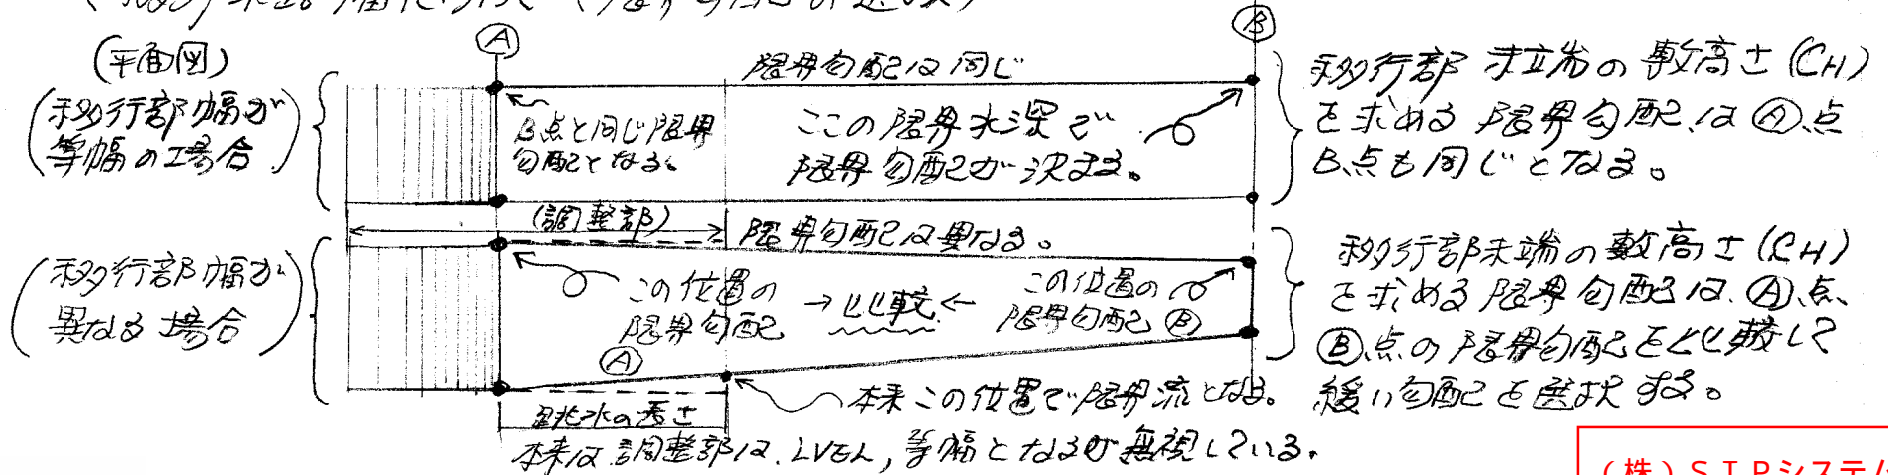 (平面図)
(移行部幅が
等幅の場合)
Ⓐ
Ⓑ
限界勾配は同じ
B点と同じ限界
勾配となる。
ここの限界水深で
限界勾配が決まる。
移行部末端の敷高さ(CH)
を求める限界勾配はⒶ点
B点も同じとなる。
(調整部)
限界勾配は異なる。
(移行部幅が
異なる場合)
この位置の
限界勾配
Ⓐ
→比較←
この位置の
限界勾配Ⓑ
移行部末端の敷高さ(CH)
を求める限界勾配は、Ⓐ点、
Ⓑ点の限界勾配を比較して
緩い勾配を選択する。
跳水の長さ
本来この位置で限界流となる。
本来は調整部は、LVEL,等幅となるが無視している。
(株)SIPシステム